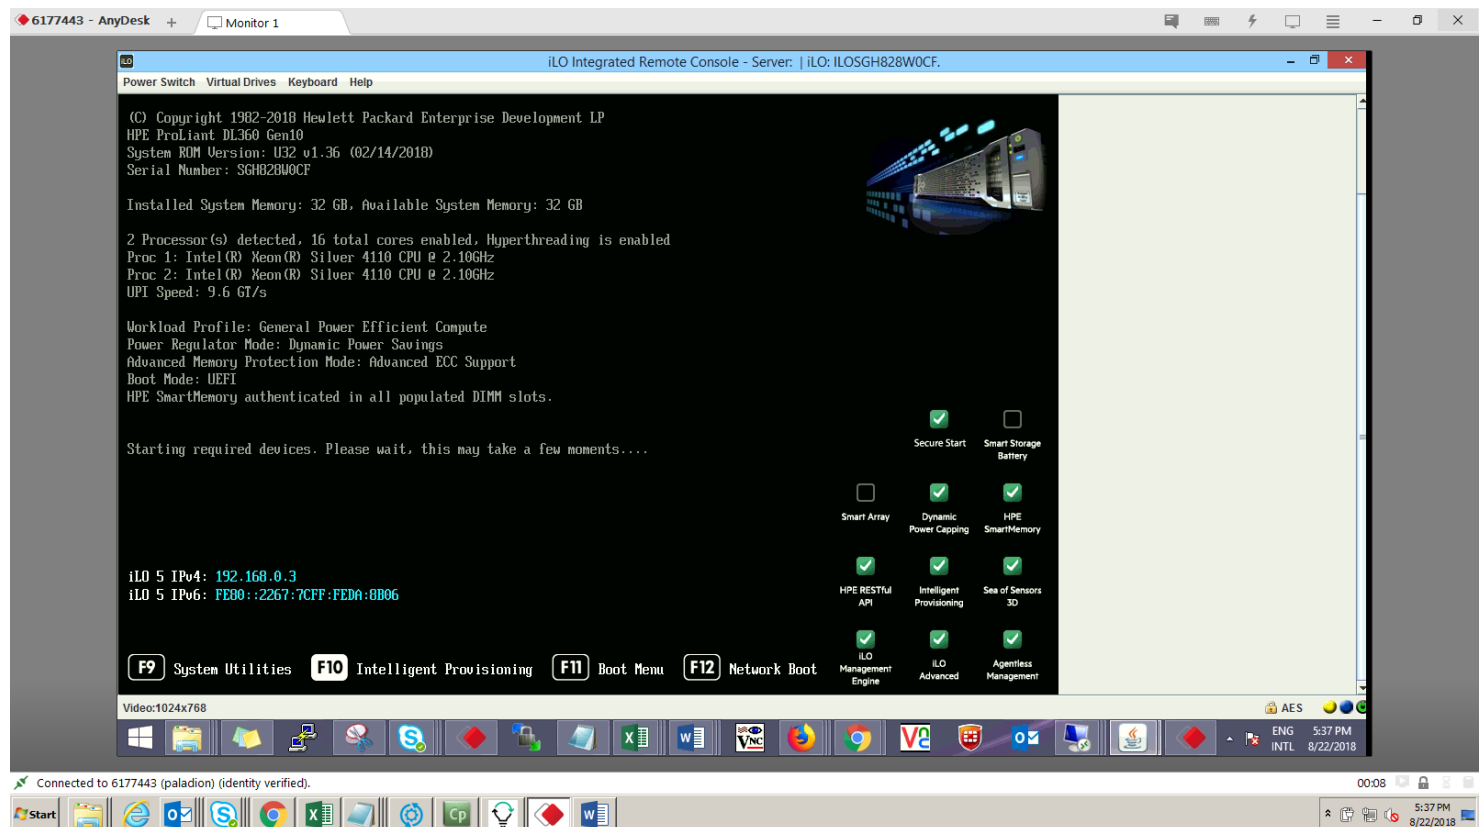 6177443 - AnyDesk
Monitor 1
iLO Integrated Remote Console - Server: | iLO: ILOSGH828W0CF.
Power Switch Virtual Drives Keyboard Help
(C) Copyright 1982-2018 Hewlett Packard Enterprise Development LP
HPE ProLiant DL360 Gen10
System ROM Version: U32 v1.36 (02/14/2018)
Serial Number: SGH828W0CF
Installed System Memory: 32 GB, Available System Memory: 32 GB
2 Processor(s) detected, 16 total cores enabled, Hyperthreading is enabled
Proc 1: Intel(R) Xeon(R) Silver 4110 CPU @ 2.10GHz
Proc 2: Intel(R) Xeon(R) Silver 4110 CPU @ 2.10GHz
UPI Speed: 9.6 GT/s
Workload Profile: General Power Efficient Compute
Power Regulator Mode: Dynamic Power Savings
Advanced Memory Protection Mode: Advanced ECC Support
Boot Mode: UEFI
HPE SmartMemory authenticated in all populated DIMM slots.
Starting required devices. Please wait, this may take a few moments....
Secure Start
Smart Storage
Battery
Smart Array
Dynamic
Power Capping
HPE
SmartMemory
HPE RESTful
API
Intelligent
Provisioning
Sea of Sensors
3D
iLO
Management
Engine
iLO
Advanced
Agentless
Management
iLO 5 IPv4: 192.168.0.3
iLO 5 IPv6: FE80::2267:7CFF:FEDA:8B06
F9 System Utilities F10 Intelligent Provisioning F11 Boot Menu F12 Network Boot
Video:1024x768
AES
VNC
ENG
INTL
5:37 PM
8/22/2018
Connected to 6177443 (paladion) (identity verified).
00:08
Start
Cp
5:37 PM
8/22/2018